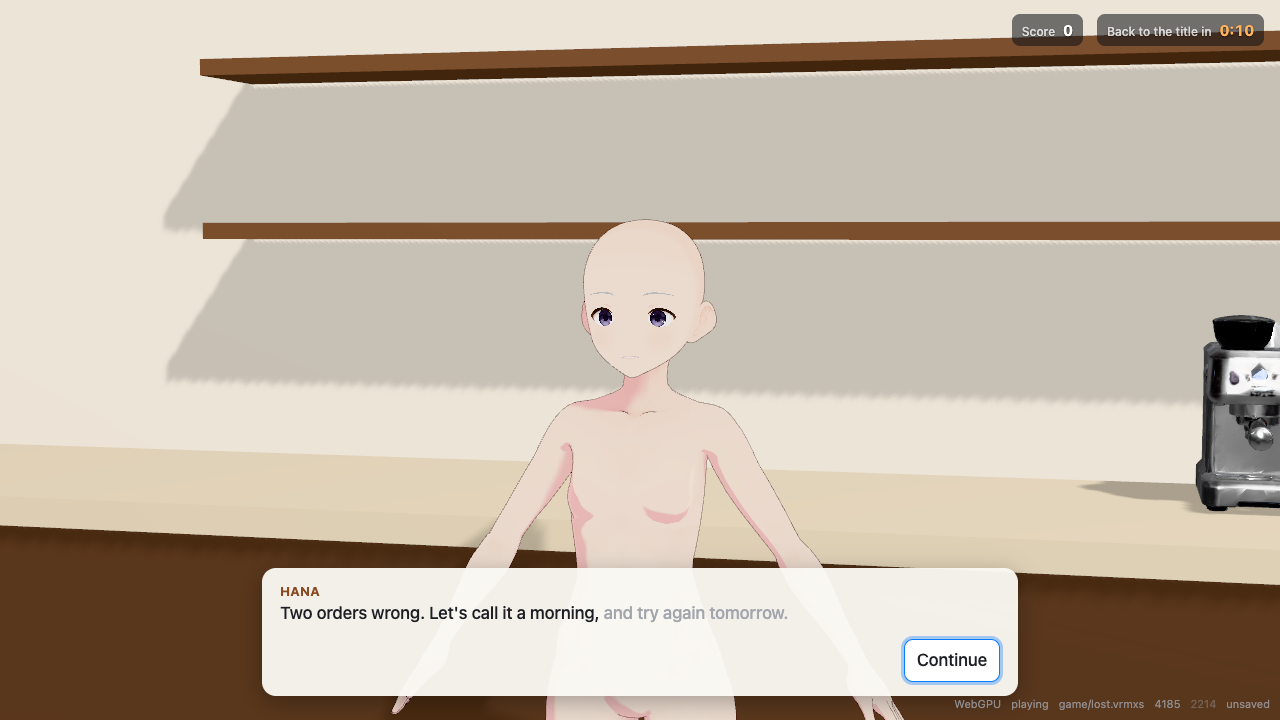 Score 0
Back to the title in 0:10
HANA
Two orders wrong. Let's call it a morning, and try again tomorrow.
Continue
WebGPU playing game/lost.vrmxs 4185 2214 unsaved